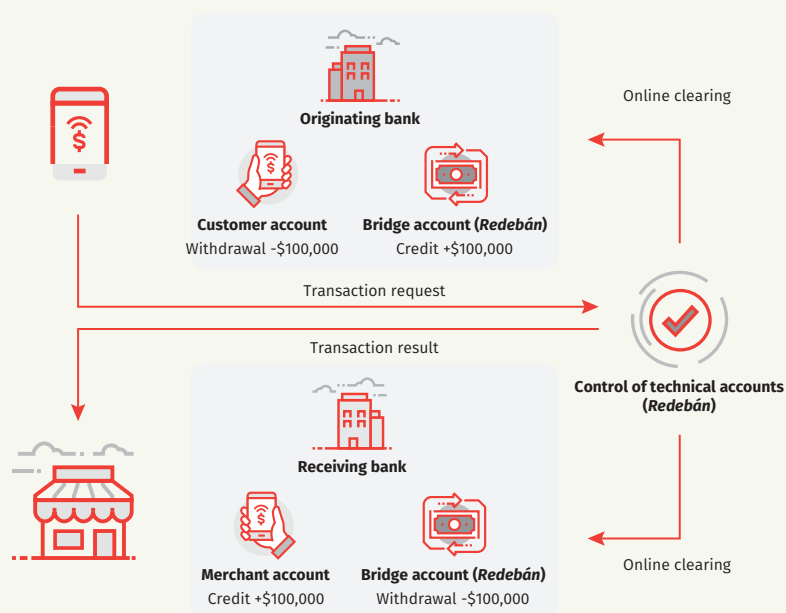 Online clearing
Originating bank
Customer account
Withdrawal -$100,000
Bridge account (Redebán)
Credit +$100,000
Transaction request
Transaction result
Control of technical accounts
(Redebán)
Receiving bank
Merchant account
Credit +$100,000
Bridge account (Redebán)
Withdrawal -$100,000
Online clearing
$
$
$